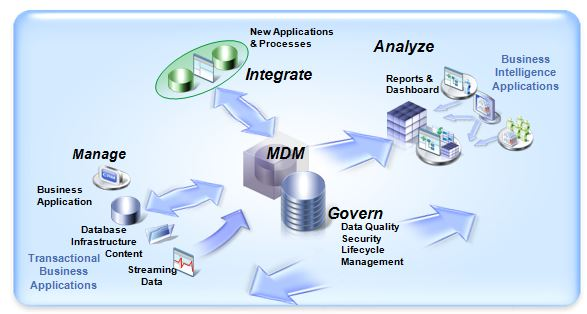 New Applications
& Processes
Integrate
Analyze
Reports &
Dashboard
Business
Intelligence
Applications
Manage
Business
Application
Database
Infrastructure
Content
Streaming
Data
Transactional
Business
Applications
MDM
Govern
Data Quality
Security
Lifecycle
Management